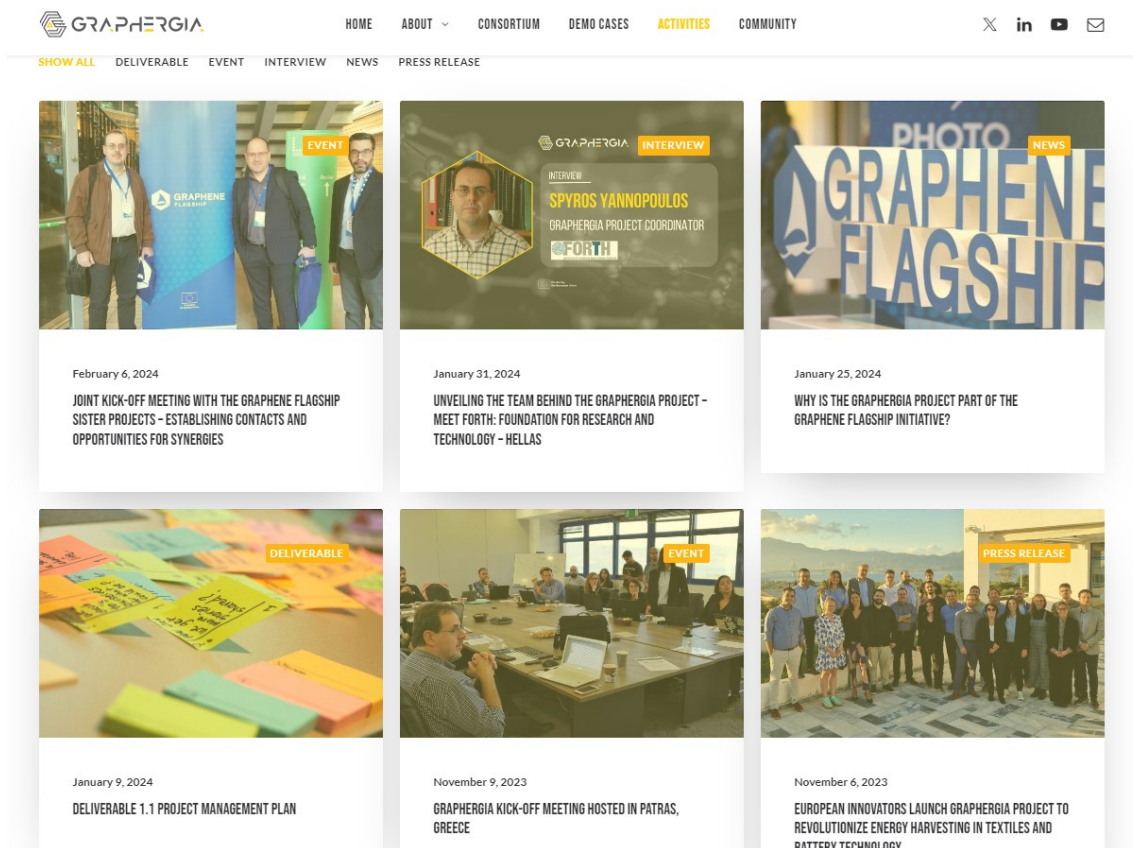 GRAPHERGIA
HOME ABOUT CONSORTIUM DEMO CASES ACTIVITIES COMMUNITY
SHOW ALL DELIVERABLE EVENT INTERVIEW NEWS PRESS RELEASE
EVENT
GRAPHENE
FLAGSHIP
February 6, 2024
JOINT KICK-OFF MEETING WITH THE GRAPHENE FLAGSHIP
SISTER PROJECTS – ESTABLISHING CONTACTS AND
OPPORTUNITIES FOR SYNERGIES
GRAPHERGIA
INTERVIEW
INTERVIEW
SPYROS YANNOPOULOS
GRAPHERGIA PROJECT COORDINATOR
FORTH
January 31, 2024
UNVEILING THE TEAM BEHIND THE GRAPHERGIA PROJECT –
MEET FORTH: FOUNDATION FOR RESEARCH AND
TECHNOLOGY – HELLAS
PHOTO
NEWS
GRAPHENE
FLAGSHIP
January 25, 2024
WHY IS THE GRAPHERGIA PROJECT PART OF THE
GRAPHENE FLAGSHIP INITIATIVE?
DELIVERABLE
January 9, 2024
DELIVERABLE 1.1 PROJECT MANAGEMENT PLAN
EVENT
November 9, 2023
GRAPHERGIA KICK-OFF MEETING HOSTED IN PATRAS,
GREECE
PRESS RELEASE
November 6, 2023
EUROPEAN INNOVATORS LAUNCH GRAPHERGIA PROJECT TO
REVOLUTIONIZE ENERGY HARVESTING IN TEXTILES AND
BATTERY TECHNOLOGY